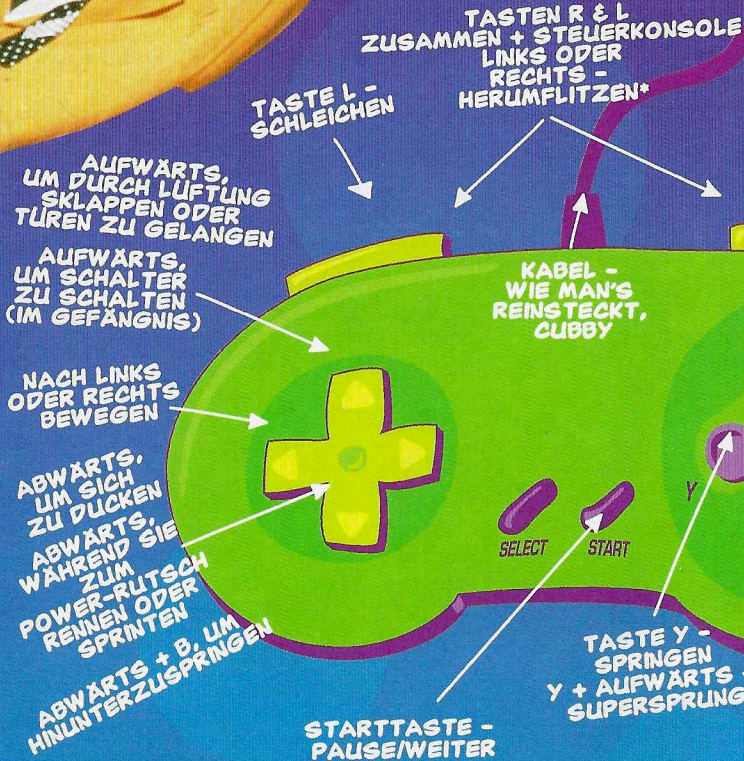 TASTEN R & L
ZUSAMMEN + STEUERKONSOLE
LINKS ODER
RECHTS -
HERUMFLITZEN*
TASTE L -
SCHLEICHEN
AUFWÄRTS,
UM DURCH LÜFTUNG
SKLAPPEN ODER
TÜREN ZU GELANGEN
AUFWÄRTS,
UM SCHALTER
ZU SCHALTEN
(IM GEFÄNGNIS)
KABEL -
WIE MAN'S
REINSTECKT,
CUBBY
NACH LINKS
ODER RECHTS
BEWEGEN
ABWÄRTS,
UM SICH
ZU DUCKEN
ABWÄRTS,
WÄHREND SIE
ZUM
POWER-RUTSCH
RENNEN ODER
SPRINTEN
ABWÄRTS + B, UM
HINUNTERZUSPRINGEN
SELECT
START
Y
TASTE Y -
SPRINGEN
Y + AUFWÄRTS -
SUPERSPRUNG
STARTTASTE -
PAUSE/WEITER